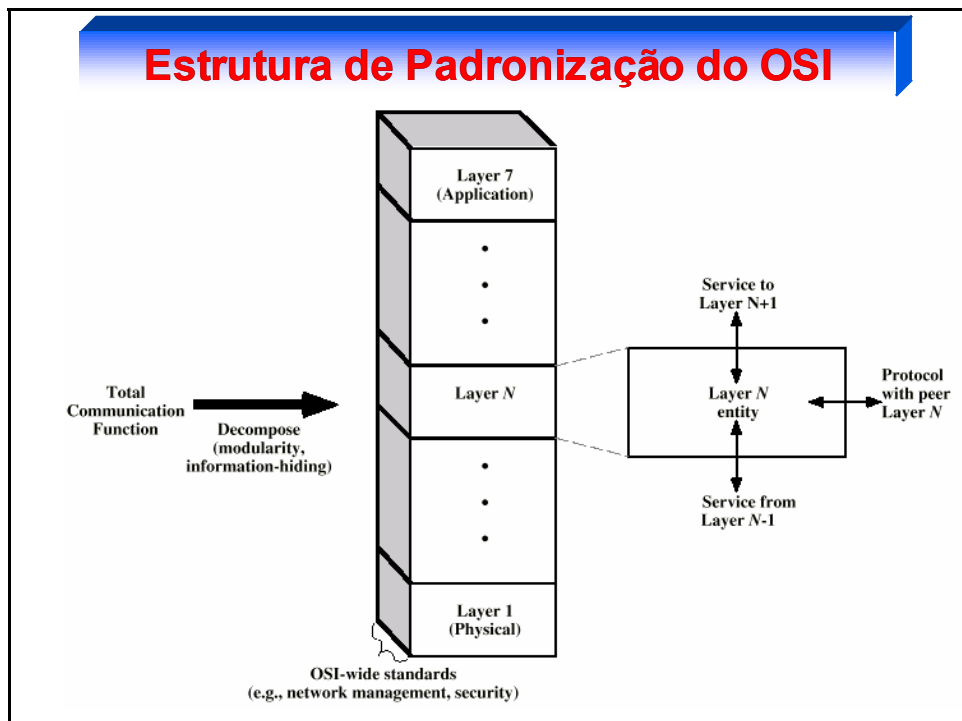 Estrutura de Padronização do OSI
Layer 7
(Application)
Layer N
Layer 1
(Physical)
Total
Communication
Function
Decompose
(modularity,
information-hiding)
Service to
Layer N+1
Layer N
entity
Protocol
with peer
Layer N
Service from
Layer N-1
OSI-wide standards
(e.g., network management, security)